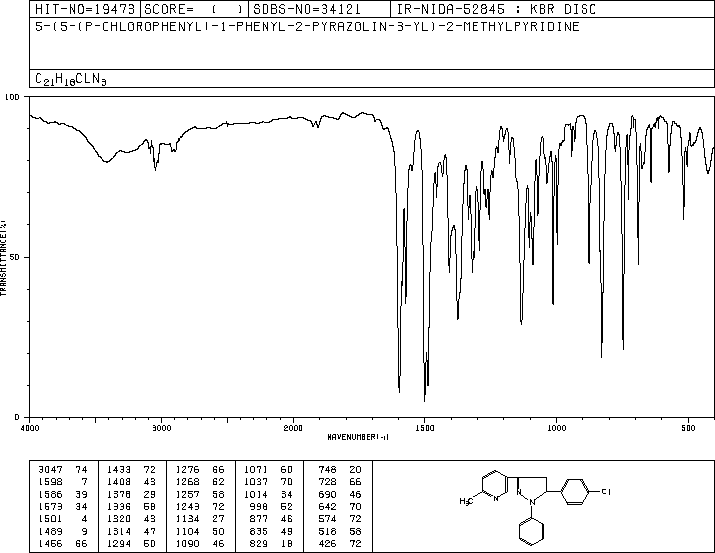 HIT-NO=19473 SCORE= ( ) SDBS-NO=34121 IR-NIDA-52845 : KBR DISC
5-(5-(P-CHLOROPHENYL)-1-PHENYL-2-PYRAZOLIN-3-YL)-2-METHYLPYRIDINE
C21H18CLN3
100
50
0
TRANSMITTANCE(%)
4000 3000 2000 1500 1000 500
WAVENUMBER(-1)
3047 74 1433 72 1276 66 1071 60 748 20
1598 7 1408 43 1268 62 1037 70 728 66
1586 39 1378 29 1257 58 1014 34 690 46
1573 34 1336 58 1243 72 998 52 642 70
1501 4 1320 43 1134 27 877 46 574 72
1489 9 1314 47 1104 50 835 49 518 58
1456 66 1294 50 1090 46 829 18 426 72
Cl
N
H3C N N